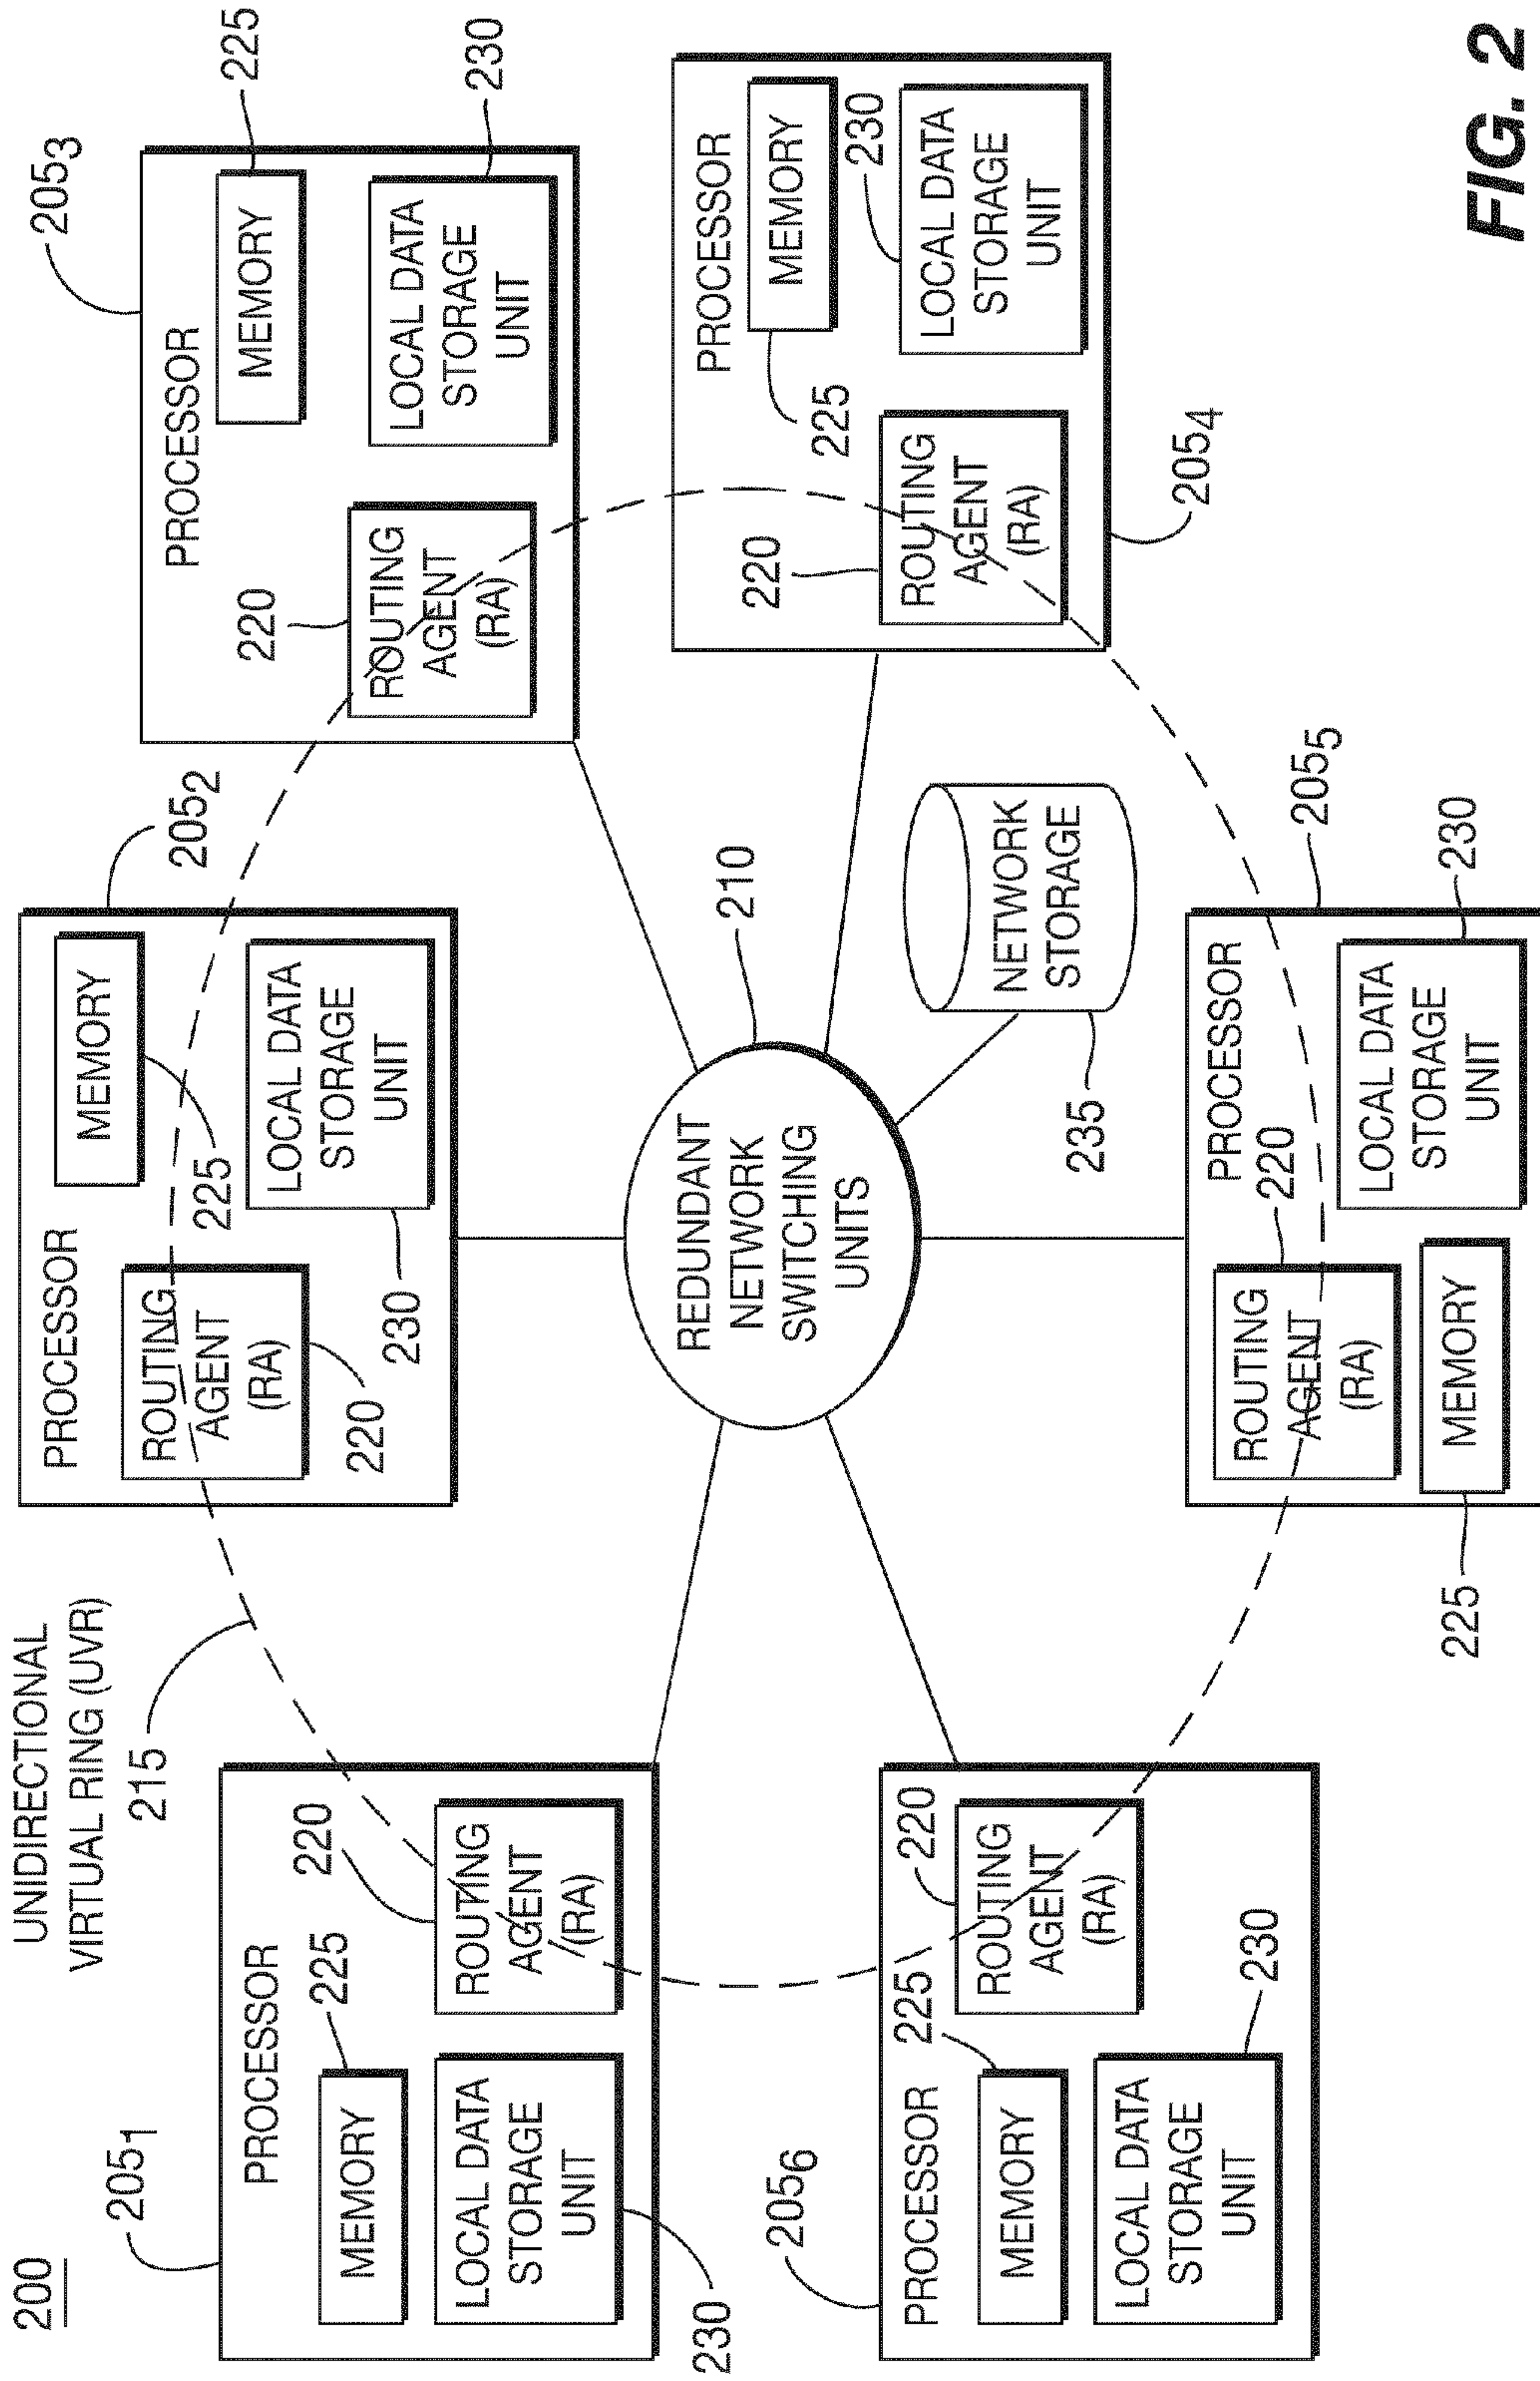 200
UNIDIRECTIONAL
VIRTUAL RING (UVR)
215
205₁
PROCESSOR
225
MEMORY
220
ROUTING
AGENT
(RA)
LOCAL DATA
STORAGE
UNIT
230
205₂
PROCESSOR
MEMORY
225
ROUTING
AGENT
(RA)
220
LOCAL DATA
STORAGE
UNIT
230
205₃
PROCESSOR
225
MEMORY
220
ROUTING
AGENT
(RA)
LOCAL DATA
STORAGE
UNIT
230
REDUNDANT
NETWORK
SWITCHING
UNITS
210
NETWORK
STORAGE
235
205₆
PROCESSOR
225
MEMORY
220
ROUTING
AGENT
(RA)
LOCAL DATA
STORAGE
UNIT
230
205₅
PROCESSOR
220
ROUTING
AGENT
(RA)
MEMORY
225
LOCAL DATA
STORAGE
UNIT
230
PROCESSOR
MEMORY
225
220
ROUTING
AGENT
(RA)
230
LOCAL DATA
STORAGE
UNIT
205₄
FIG. 2